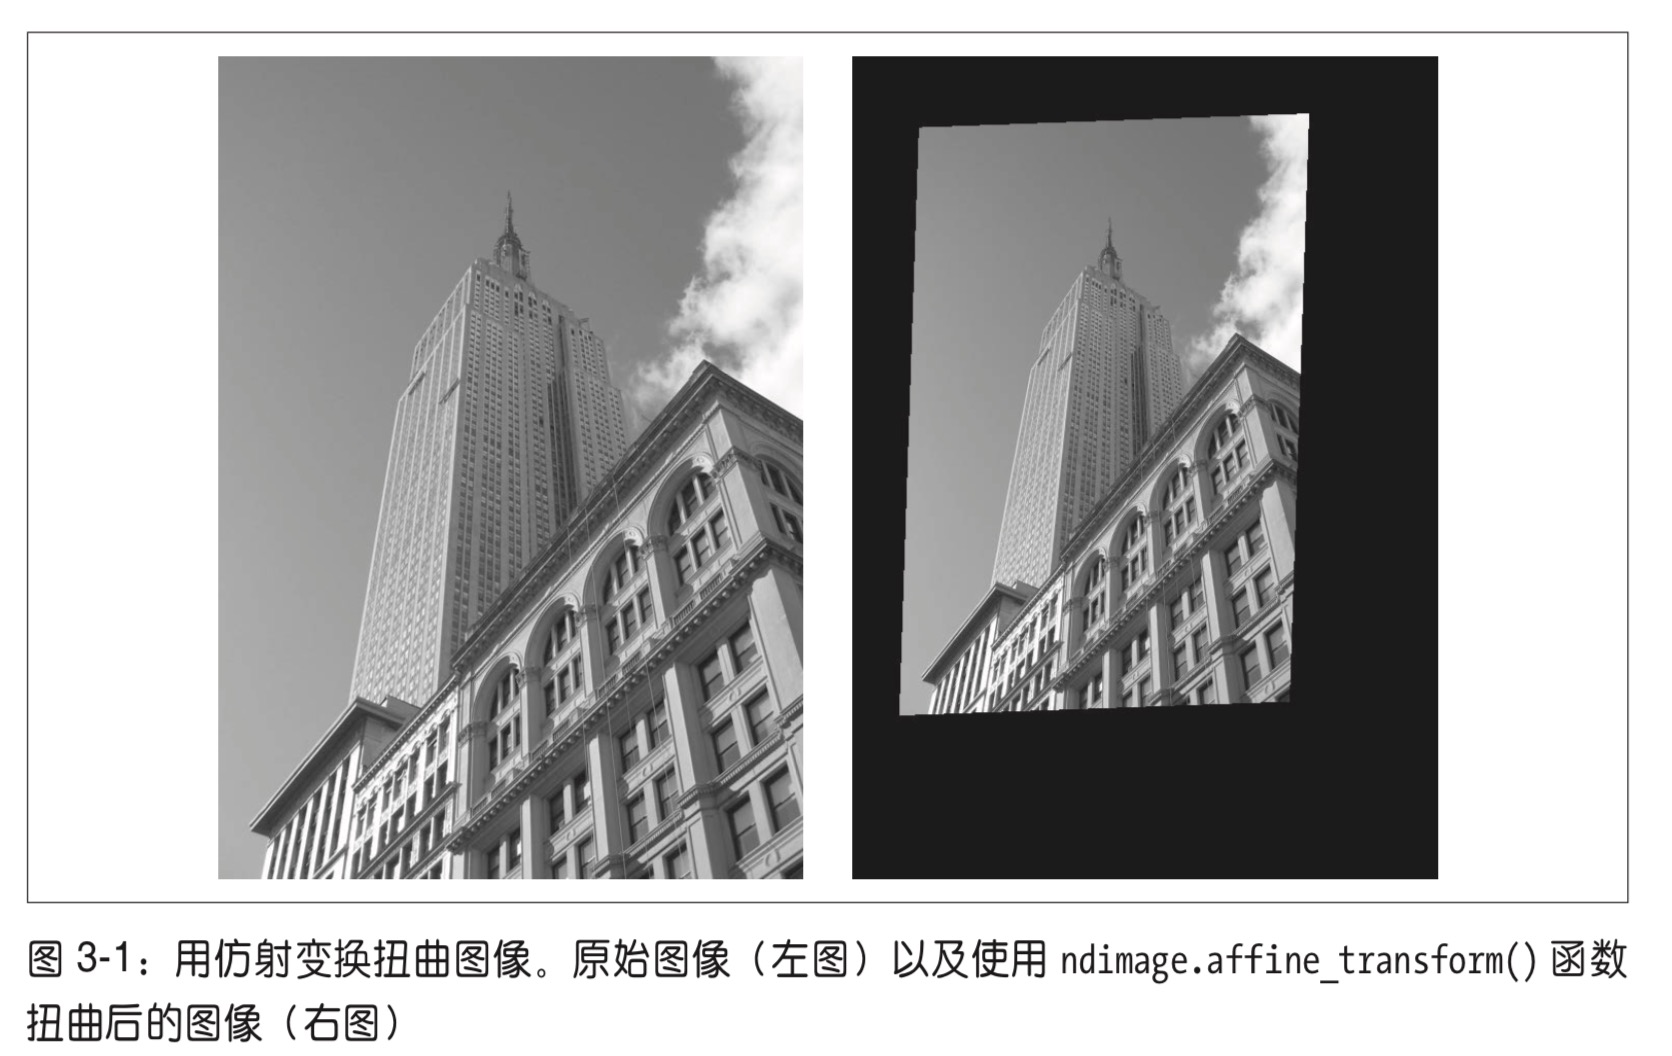 图 3-1：用仿射变换扭曲图像。原始图像（左图）以及使用 ndimage.affine_transform() 函数
扭曲后的图像（右图）